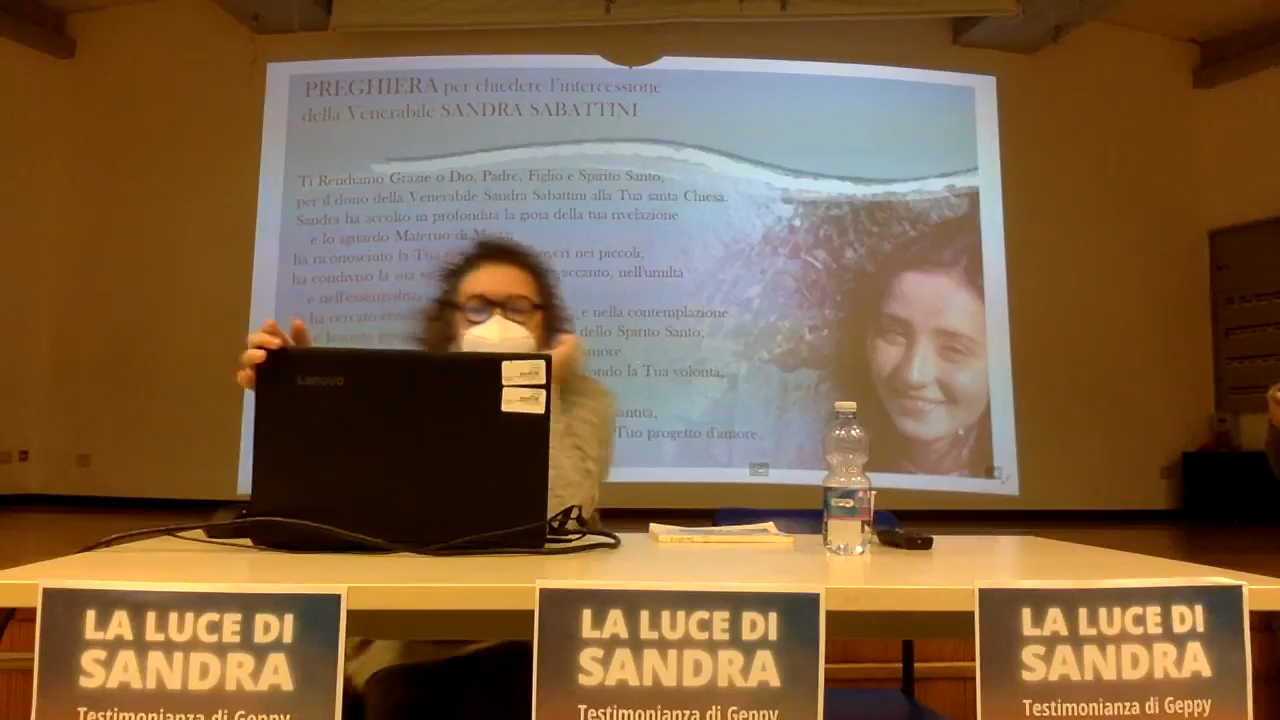 PREGHIERA per chiedere l'intercessione
della Venerabile SANDRA SABATTINI
Ti Rendiamo Grazie o Dio, Padre, Figlio e Spirito Santo,
per il dono della Venerabile Sandra Sabattini alla Tua santa Chiesa.
Sandra ha accolto in profondità la gioia della tua rivelazione
e lo sguardo Materno di Maria;
ha riconosciuto la Tua poveri nei piccoli,
ha condiviso la sua accanto, nell'umiltà
e nell'essenzialità,
ha cercato e nella contemplazione
dello Spirito Santo;
amore
Tua volontà,
Tuo progetto d'amore.
Lenovo
LA LUCE DI
SANDRA
Testimonianza di Geppy
LA LUCE DI
SANDRA
Testimonianza di Geppy
LA LUCE DI
SANDRA
Testimonianza di Geppy